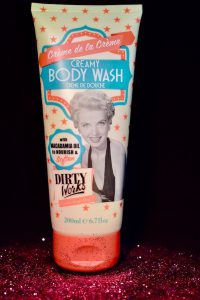 Crème de la Crème
CREAMY
BODY WASH
CRÈME DE DOUCHE
with
MACADAMIA OIL
to NOURISH &
Soften
DIRTY
Works
200ml e 6.7fl.oz